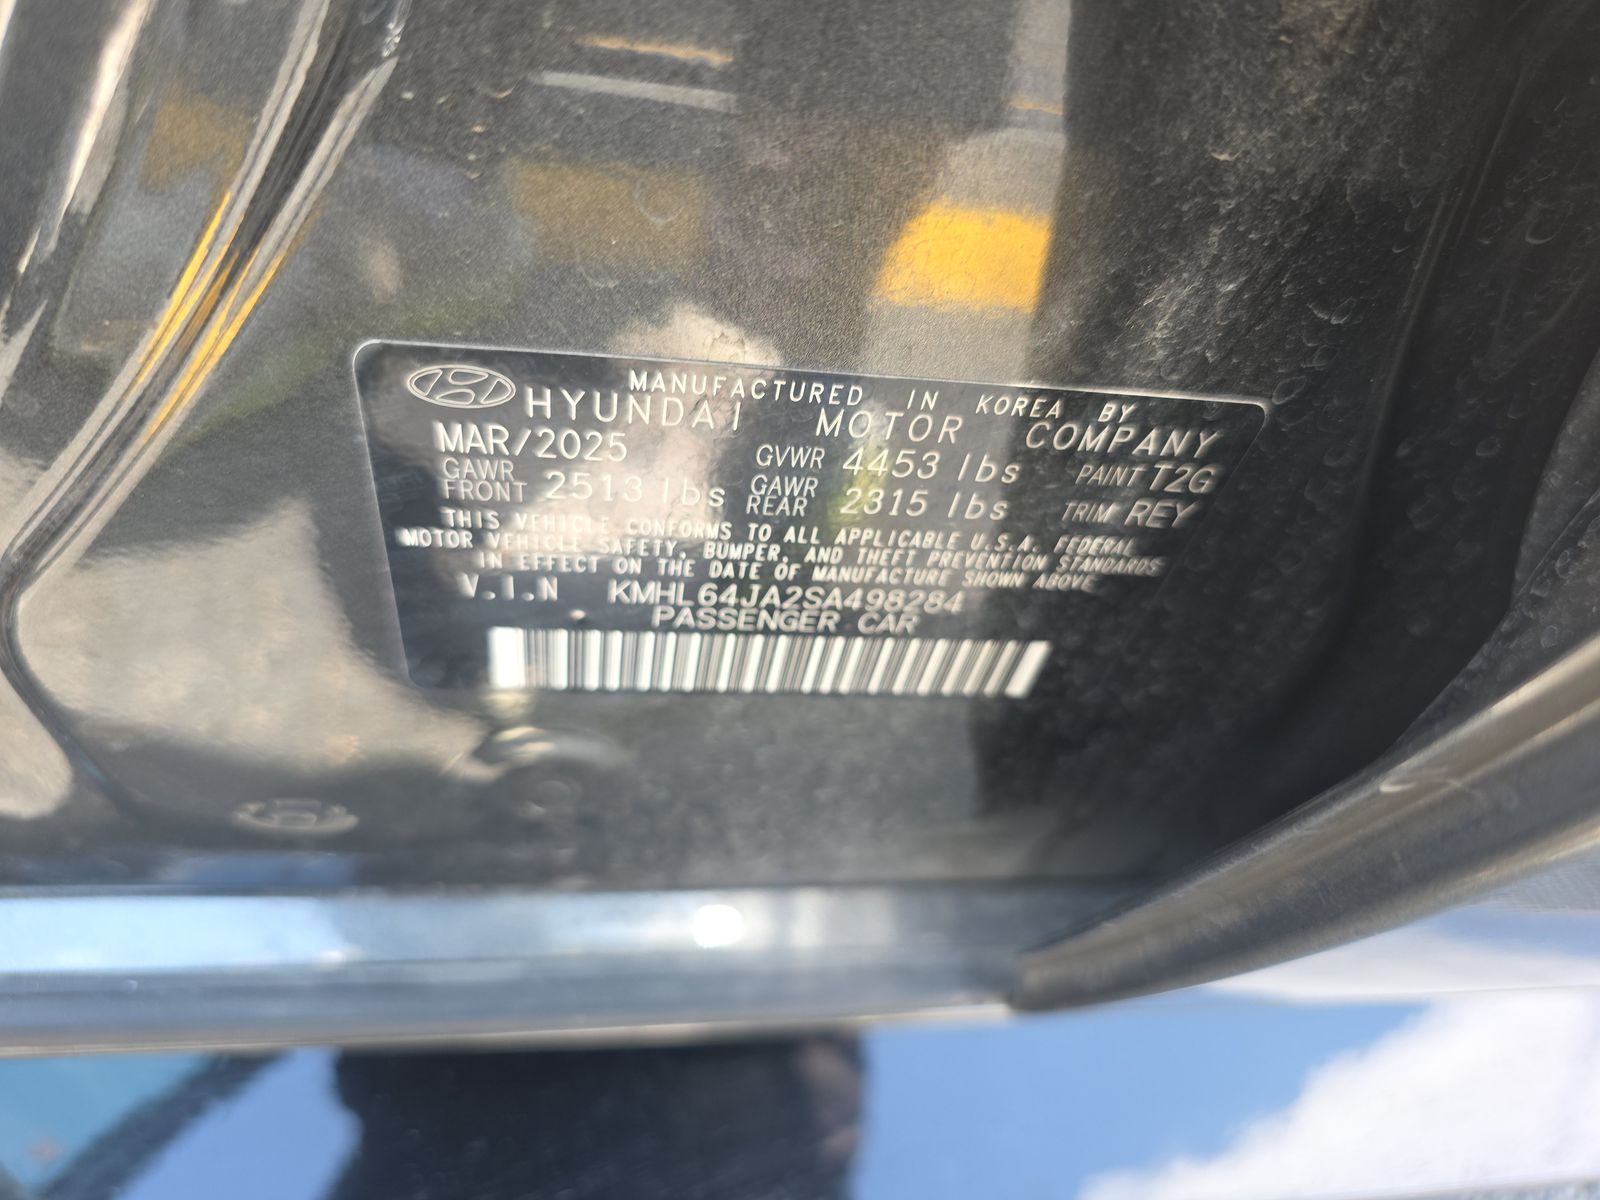 MANUFACTURED IN KOREA BY
HYUNDAI MOTOR COMPANY
MAR/2025 GVWR 4453 lbs PAINT T2G
GAWR FRONT 2513 lbs GAWR REAR 2315 lbs TRIM REY
THIS VEHICLE CONFORMS TO ALL APPLICABLE U.S.A. FEDERAL
MOTOR VEHICLE SAFETY, BUMPER, AND THEFT PREVENTION STANDARDS
IN EFFECT ON THE DATE OF MANUFACTURE SHOWN ABOVE
V.I.N KMHL64JA2SA498284
PASSENGER CAR